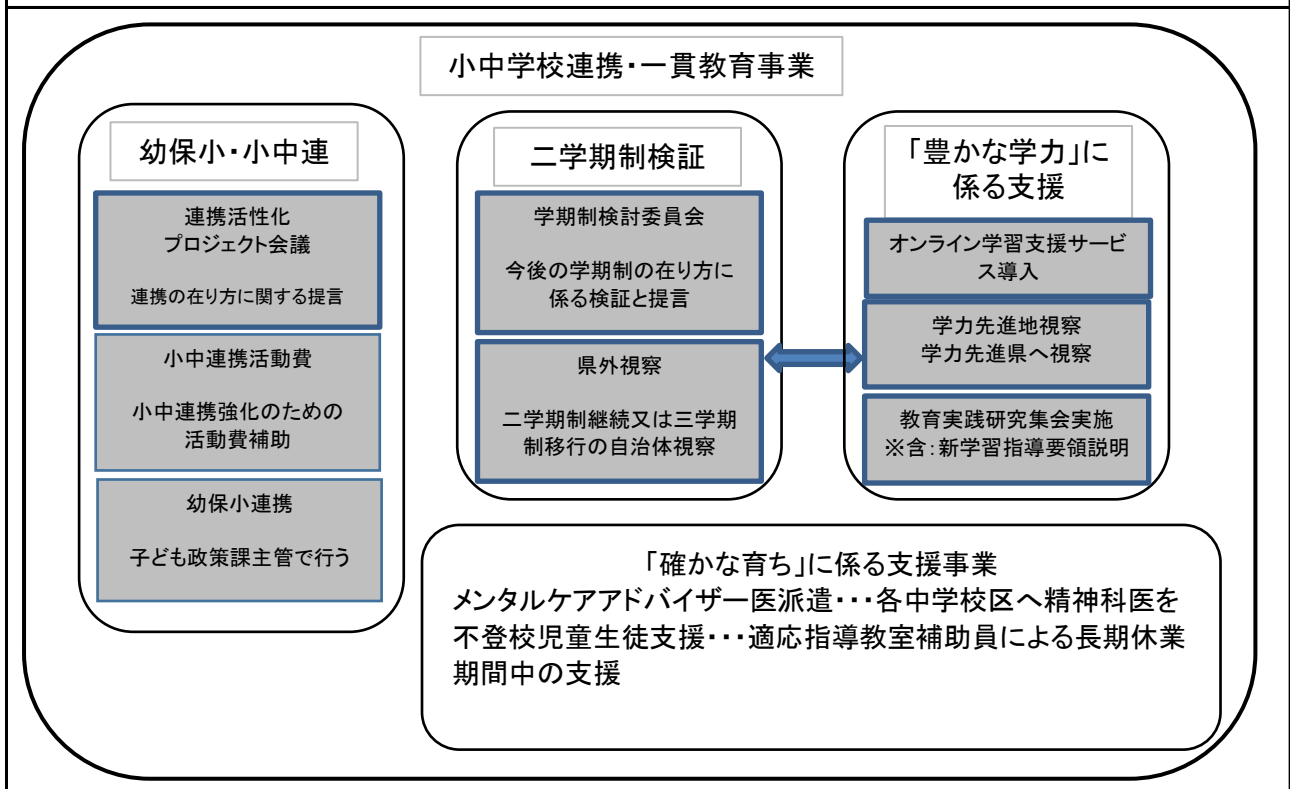 小中学校連携・一貫教育事業
幼保小・小中連
連携活性化
プロジェクト会議
連携の在り方に関する提言
小中連携活動費
小中連携強化のための
活動費補助
幼保小連携
子ども政策課主管で行う
二学期制検証
学期制検討委員会
今後の学期制の在り方に
係る検証と提言
県外視察
二学期制継続又は三学期
制移行の自治体視察
「豊かな学力」に
係る支援
オンライン学習支援サービ
ス導入
学力先進地視察
学力先進県へ視察
教育実践研究集会実施
※含：新学習指導要領説明
「確かな育ち」に係る支援事業
メンタルケアアドバイザー医派遣・・・各中学校区へ精神科医を
不登校児童生徒支援・・・適応指導教室補助員による長期休業
期間中の支援